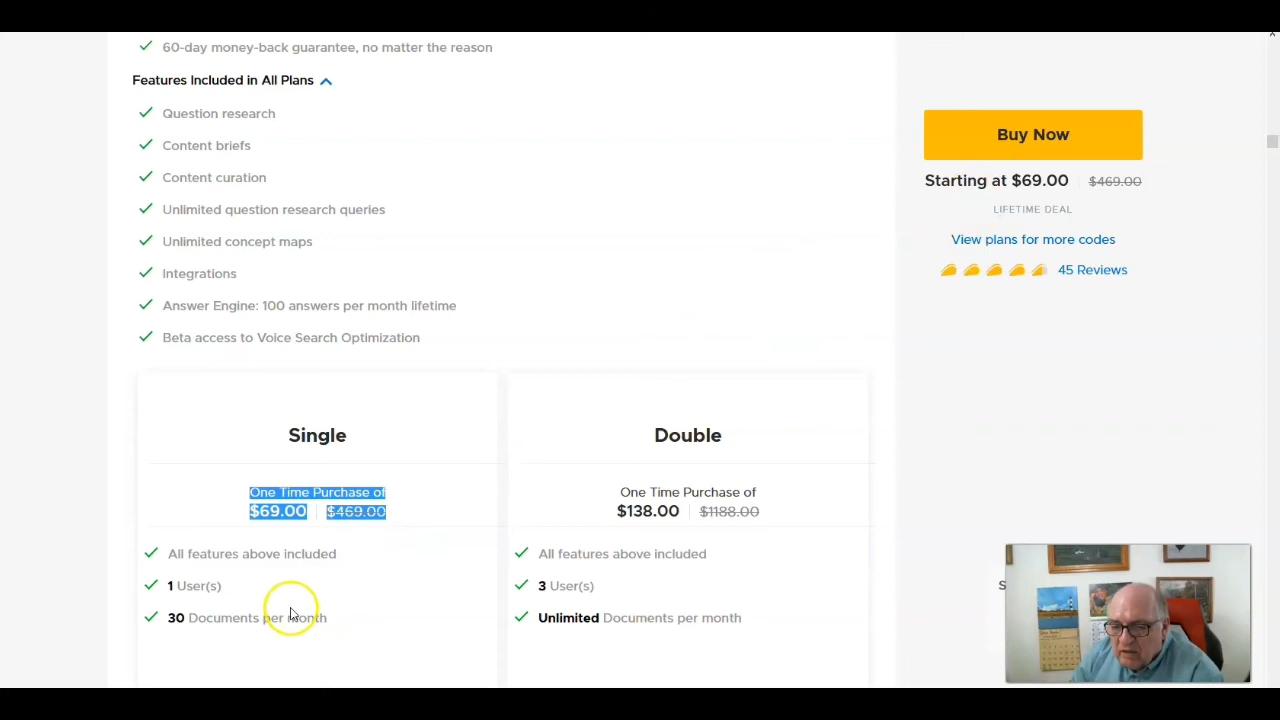 60-day money-back guarantee, no matter the reason
Features Included in All Plans
Question research
Content briefs
Content curation
Unlimited question research queries
Unlimited concept maps
Integrations
Answer Engine: 100 answers per month lifetime
Beta access to Voice Search Optimization
Buy Now
Starting at $69.00 $469.00
LIFETIME DEAL
View plans for more codes
45 Reviews
Single
One Time Purchase of
$69.00 $469.00
All features above included
1 User(s)
30 Documents per month
Double
One Time Purchase of
$138.00 $1188.00
All features above included
3 User(s)
Unlimited Documents per month